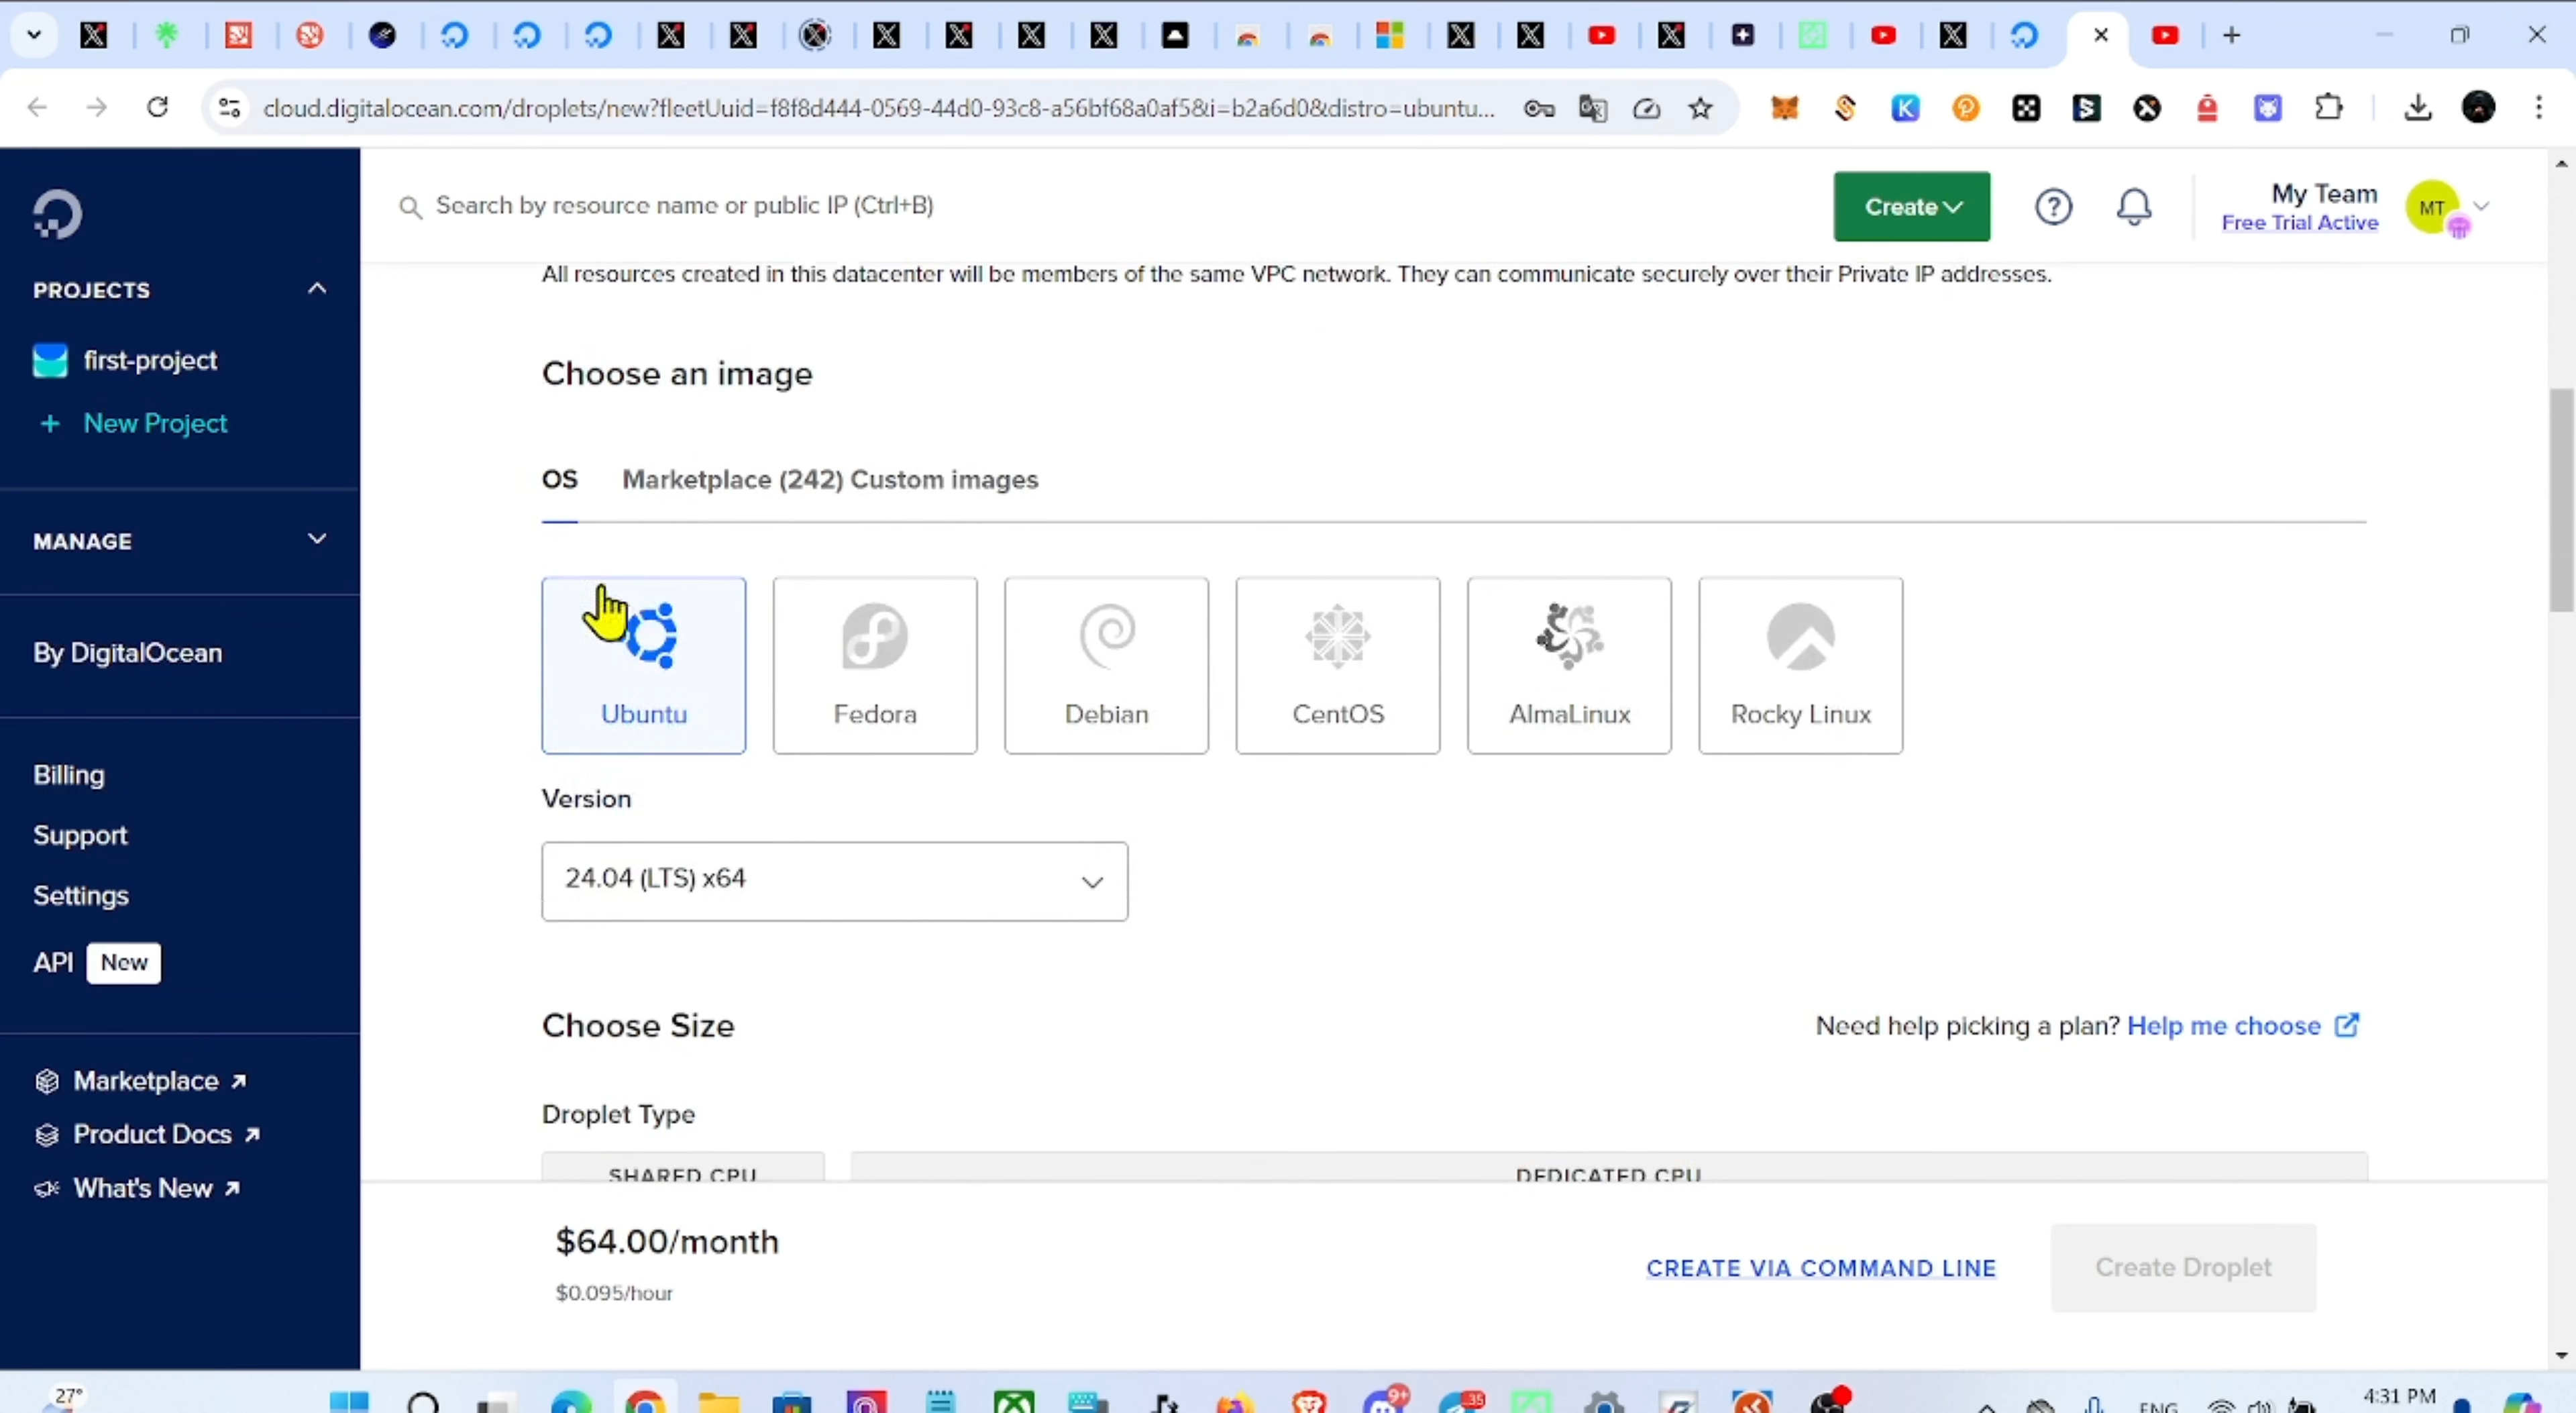 cloud.digitalocean.com/droplets/new?fleetUuid=f8f8d444-0569-44d0-93c8-a56bf68a0af5&i=b2a6d0&distro=ubuntu...
Search by resource name or public IP (Ctrl+B)
Create
My Team
Free Trial Active
MT
PROJECTS
first-project
+ New Project
MANAGE
By DigitalOcean
Billing
Support
Settings
API New
Marketplace
Product Docs
What's New
All resources created in this datacenter will be members of the same VPC network. They can communicate securely over their Private IP addresses.
Choose an image
OS Marketplace (242) Custom images
Ubuntu Fedora Debian CentOS AlmaLinux Rocky Linux
Version
24.04 (LTS) x64
Choose Size
Need help picking a plan? Help me choose
Droplet Type
SHARED CPU DEDICATED CPU
$64.00/month
$0.095/hour
CREATE VIA COMMAND LINE
Create Droplet
27°
9+
35
ENG
4:31 PM